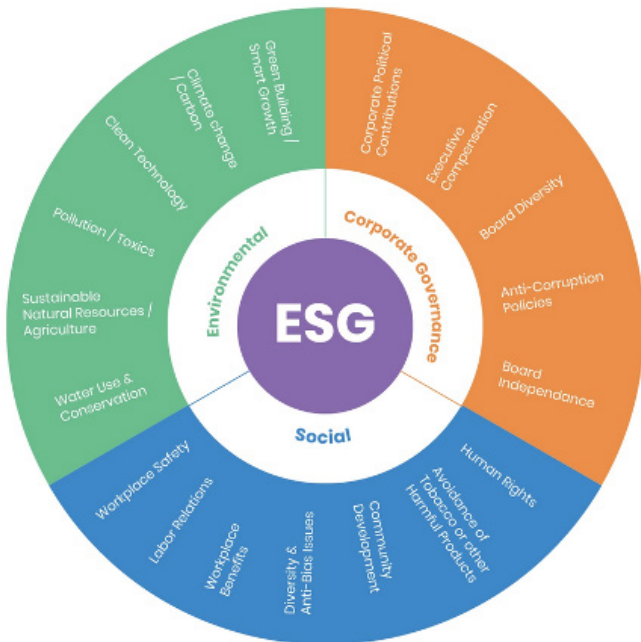 ESG
Environmental
Corporate Governance
Social
Green Building /
Smart Growth
Climate change
/ Carbon
Clean Technology
Pollution / Toxics
Sustainable
Natural Resources /
Agriculture
Water Use &
Conservation
Corporate Political
Contributions
Executive
Compensation
Board Diversity
Anti-Corruption
Policies
Board
Independance
Workplace Safety
Labor Relations
Workplace
Benefits
Diversity &
Anti-Bias Issues
Community
Development
Avoidance of
Tobacco or other
Harmful Products
Human Rights